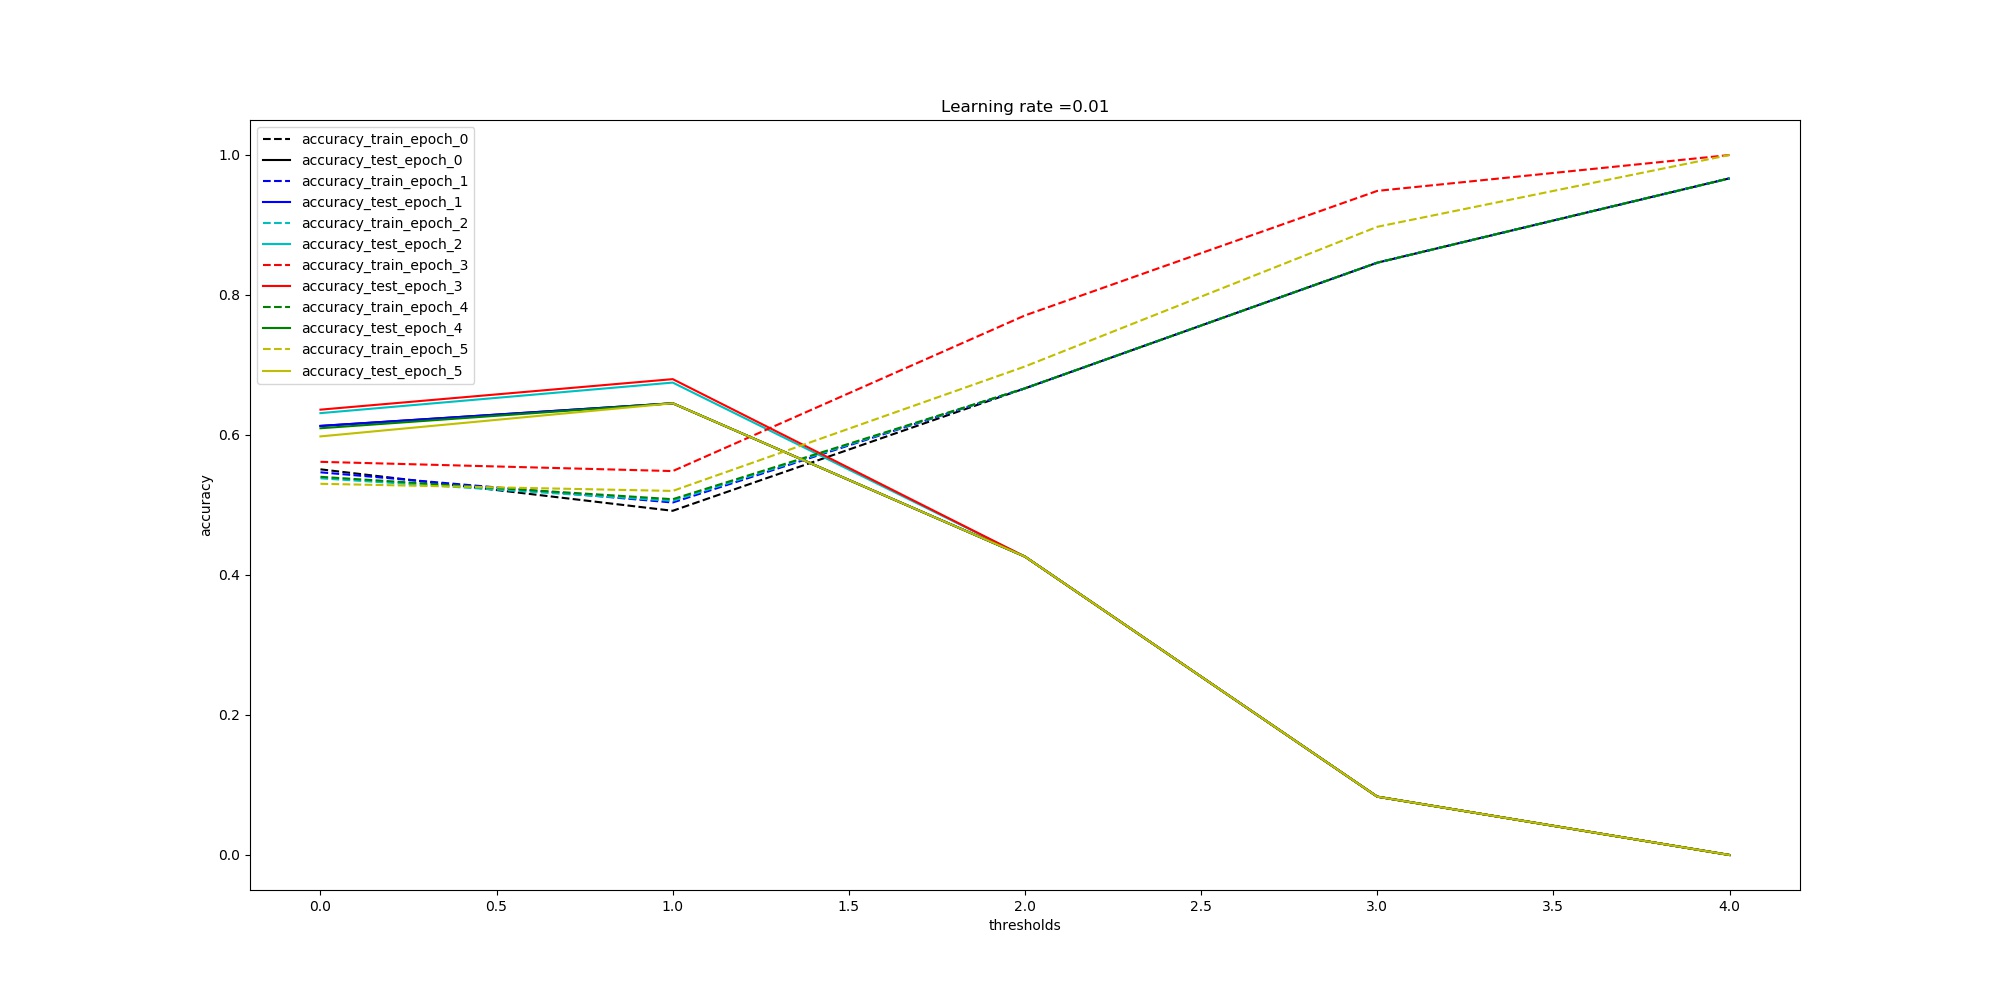 Learning rate =0.01
accuracy_train_epoch_0
accuracy_test_epoch_0
accuracy_train_epoch_1
accuracy_test_epoch_1
accuracy_train_epoch_2
accuracy_test_epoch_2
accuracy_train_epoch_3
accuracy_test_epoch_3
accuracy_train_epoch_4
accuracy_test_epoch_4
accuracy_train_epoch_5
accuracy_test_epoch_5
1.0
0.8
0.6
0.4
0.2
0.0
accuracy
0.0 0.5 1.0 1.5 2.0 2.5 3.0 3.5 4.0
thresholds